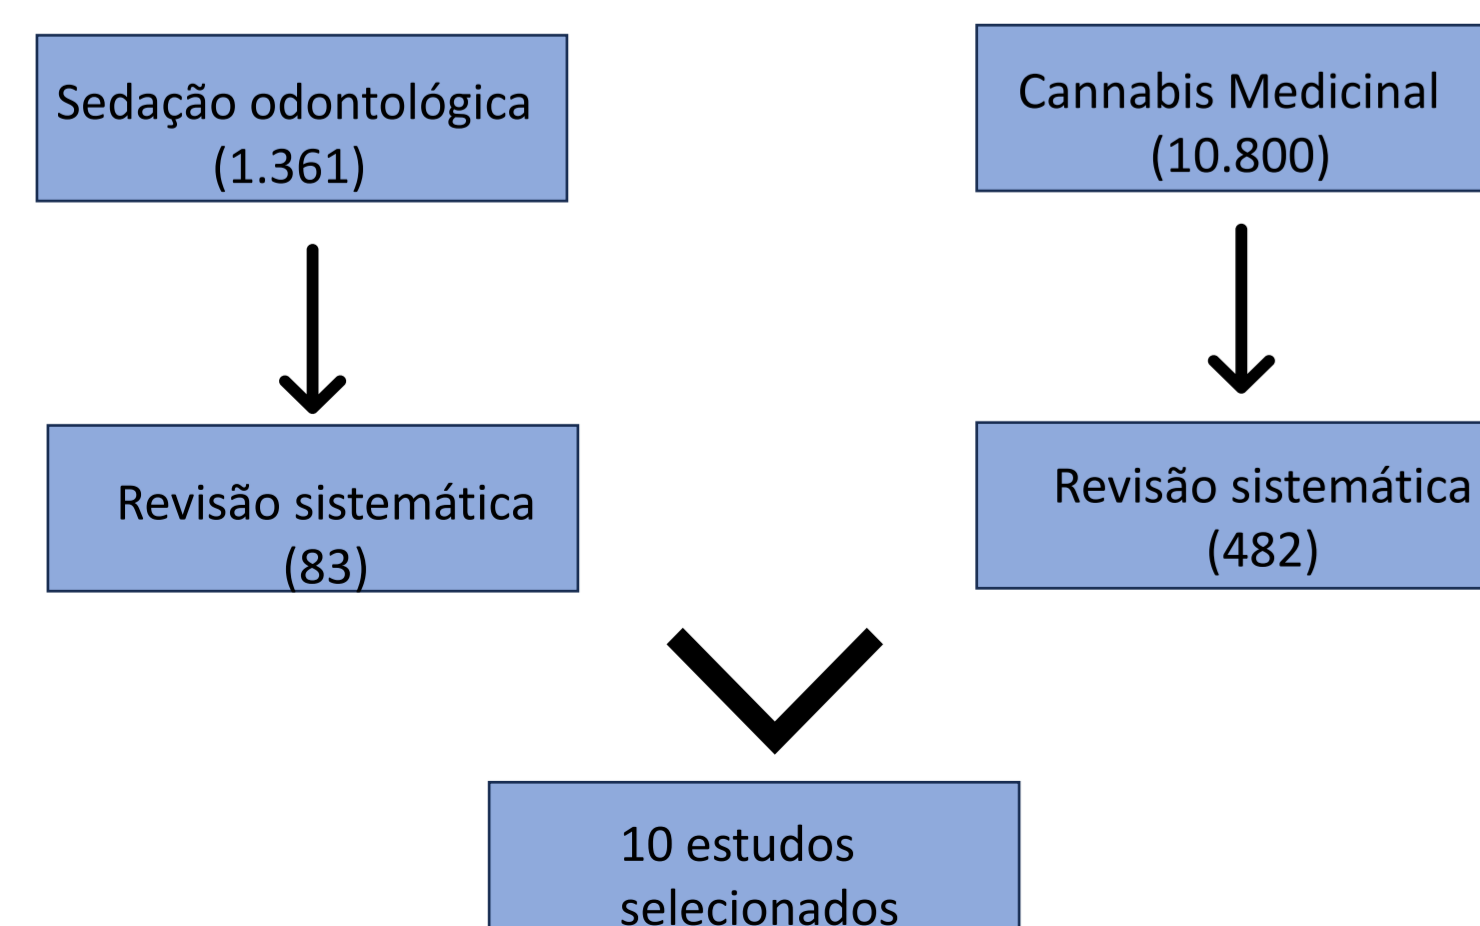 Sedação odontológica
(1.361)
Cannabis Medicinal
(10.800)
Revisão sistemática
(83)
Revisão sistemática
(482)
10 estudos
selecionados